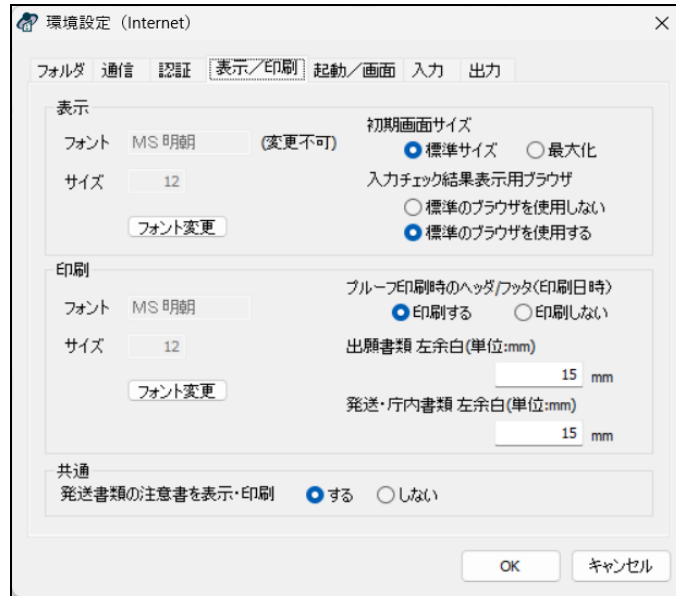 環境設定（Internet）
フォルダ 通信 認証 表示／印刷 起動／画面 入力 出力
表示
フォント MS 明朝 (変更不可)
サイズ 12
フォント変更
初期画面サイズ
標準サイズ 最大化
入力チェック結果表示用ブラウザ
標準のブラウザを使用しない
標準のブラウザを使用する
印刷
フォント MS 明朝
サイズ 12
フォント変更
プルーフ印刷時のヘッダ/フッタ(印刷日時)
印刷する 印刷しない
出願書類 左余白(単位:mm)
15 mm
発送・庁内書類 左余白(単位:mm)
15 mm
共通
発送書類の注意書を表示・印刷 する しない
OK キャンセル